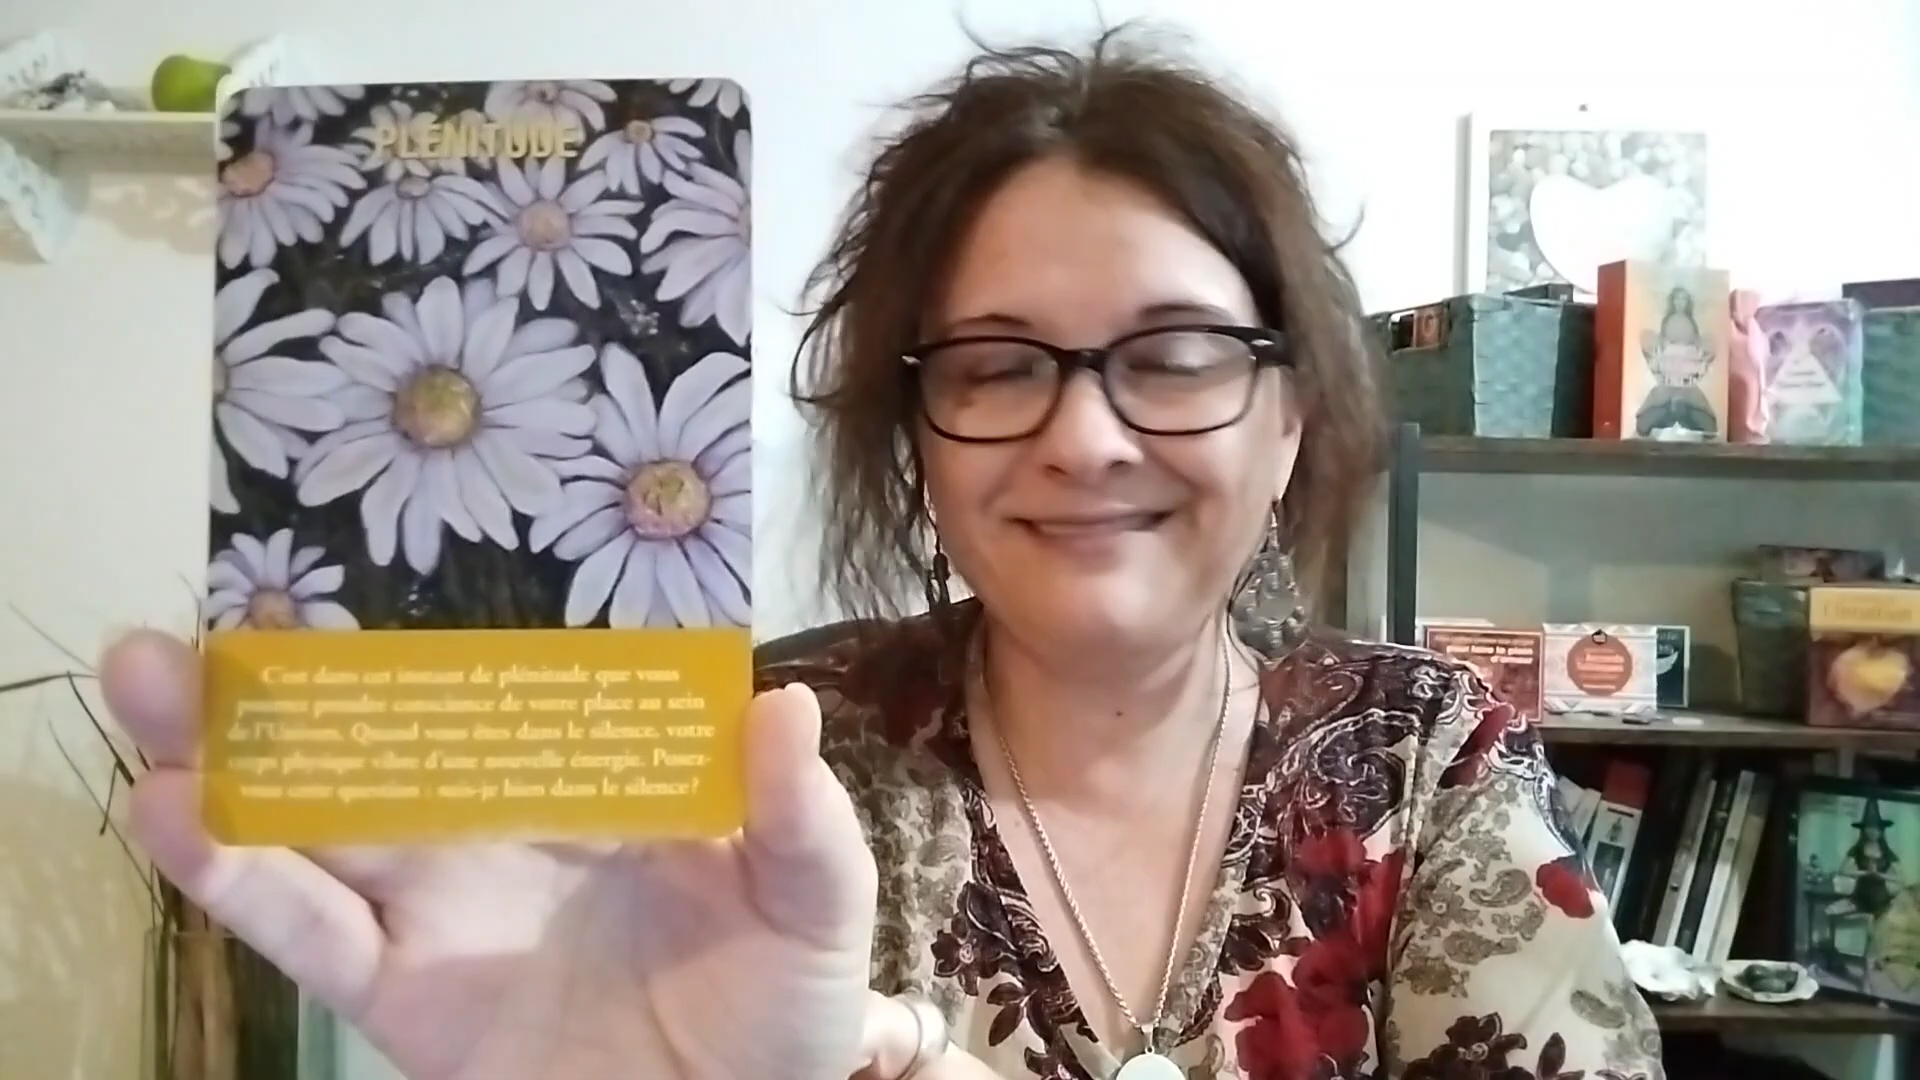 PLÉNITUDE
C'est dans cet instant de plénitude que vous
pourrez prendre conscience de votre place au sein
de l'Univers. Quand vous êtes dans le silence, votre
corps physique vibre d'une nouvelle énergie. Posez-
vous cette question : suis-je bien dans le silence?